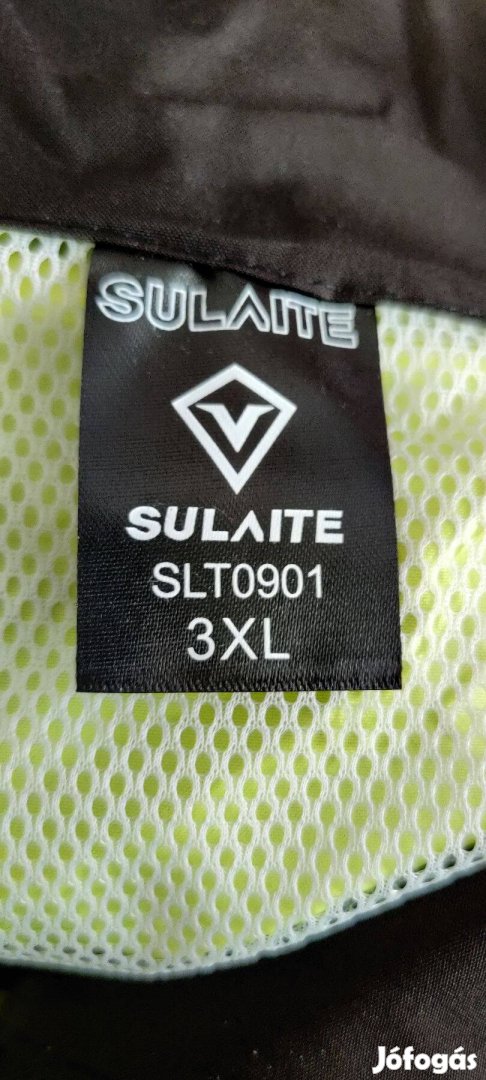 SULAITE
SULAITE
SLT0901
3XL
Jófogás